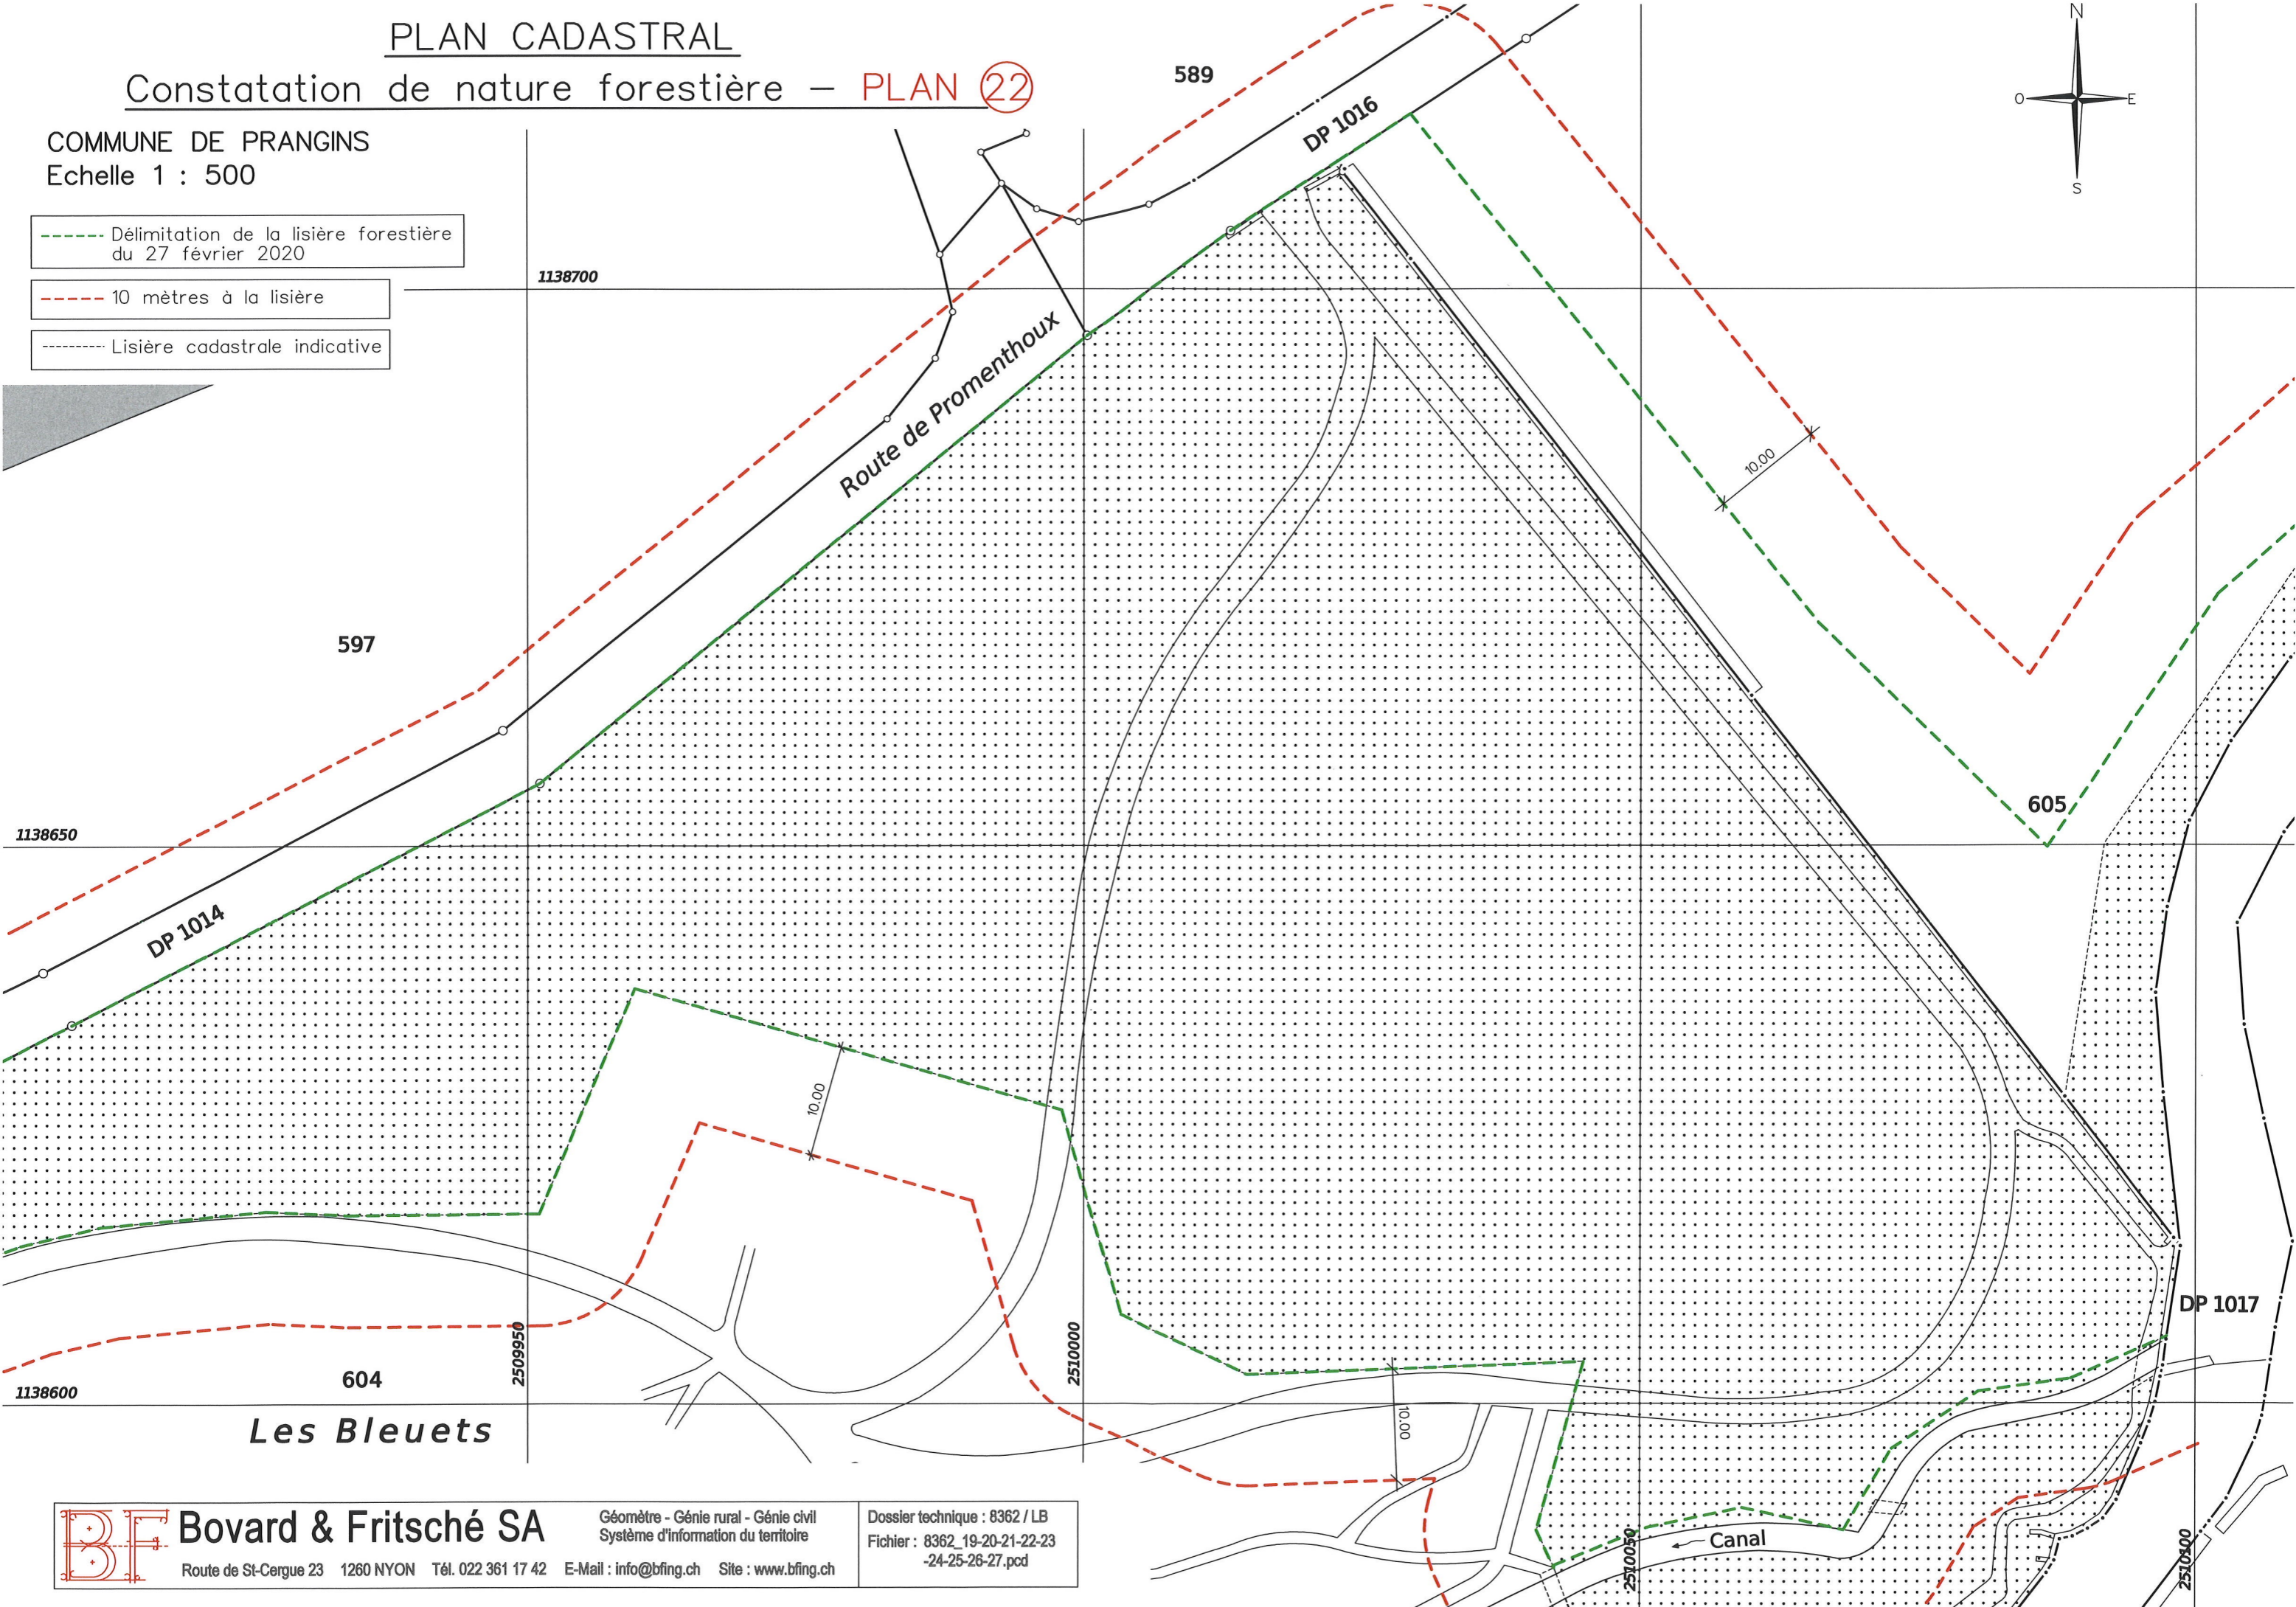 PLAN CADASTRAL
Constatation de nature forestière – PLAN 22
COMMUNE DE PRANGINS
Echelle 1 : 500
Délimitation de la lisière forestière
du 27 février 2020
10 mètres à la lisière
Lisière cadastrale indicative
N
O E
S
589
DP 1016
1138700
Route de Promenthoux
10.00
597
605
1138650
DP 1014
10.00
DP 1017
2509950
2510000
604
1138600
Les Bleuets
10.00
Canal
2510050
2510100
BF
Bovard & Fritsché SA
Géomètre - Génie rural - Génie civil
Système d'information du territoire
Route de St-Cergue 23 1260 NYON Tél. 022 361 17 42 E-Mail : info@bfing.ch Site : www.bfing.ch
Dossier technique : 8362 / LB
Fichier : 8362_19-20-21-22-23
-24-25-26-27.pcd